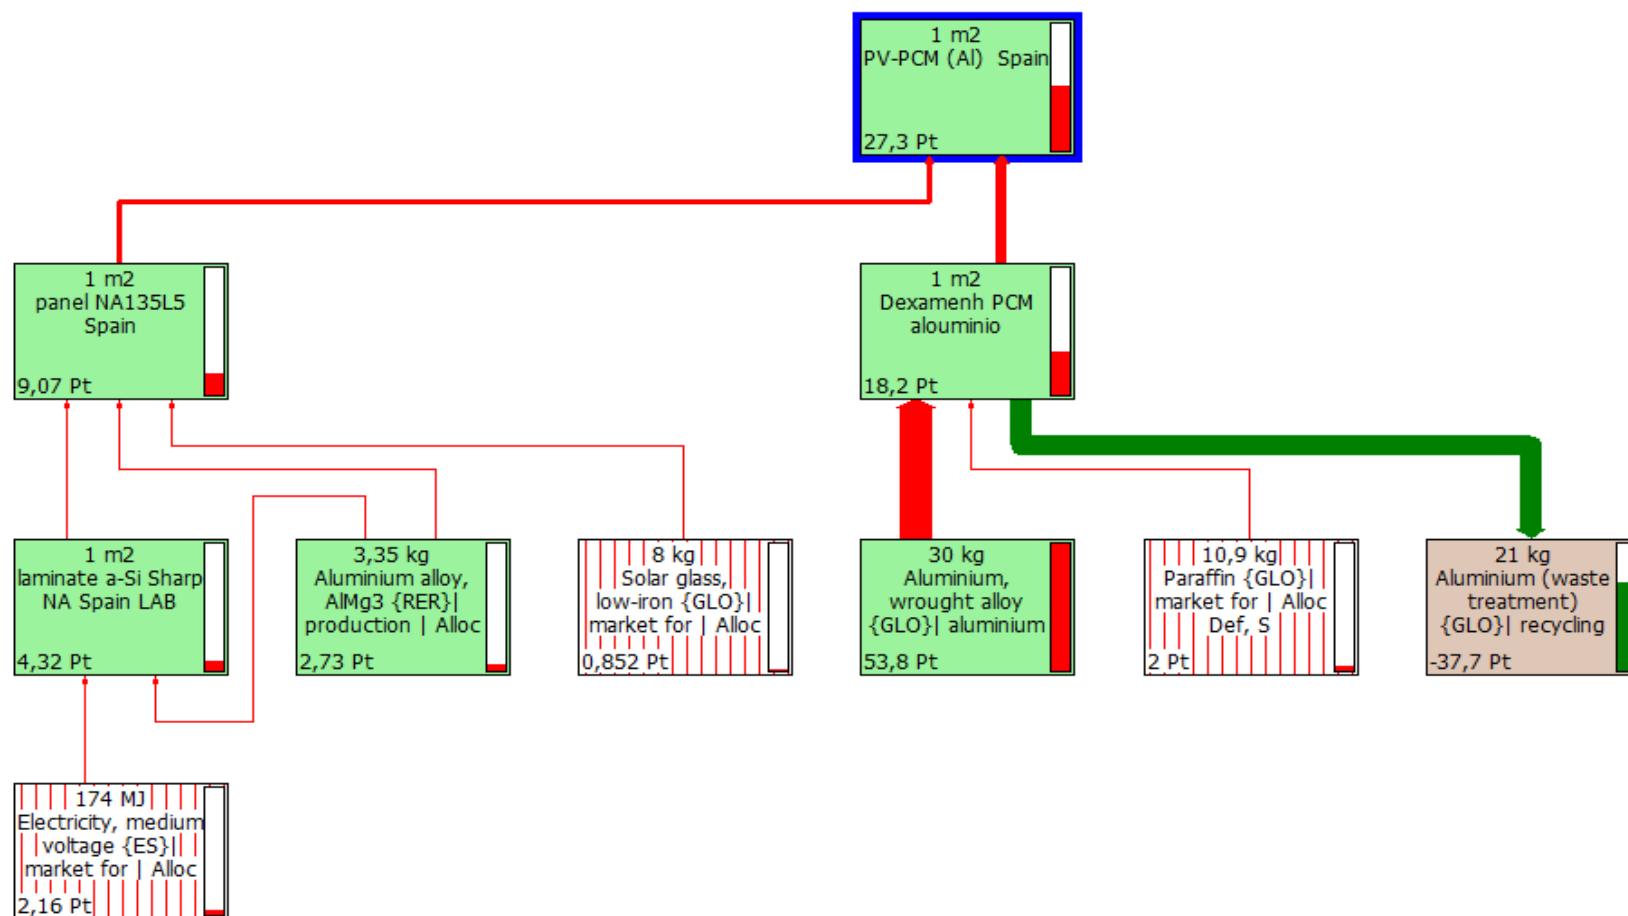 1 m2
PV-PCM (Al)  Spain
27,3 Pt
1 m2
panel NA135L5
Spain
9,07 Pt
1 m2
Dexamenh PCM
alouminio
18,2 Pt
1 m2
laminate a-Si Sharp
NA Spain LAB
4,32 Pt
3,35 kg
Aluminium alloy,
AlMg3 {RER}|
production | Alloc
2,73 Pt
8 kg
Solar glass,
low-iron {GLO}|
market for | Alloc
0,852 Pt
30 kg
Aluminium,
wrought alloy
{GLO}| aluminium
53,8 Pt
10,9 kg
Paraffin {GLO}|
market for | Alloc
Def, S
2 Pt
21 kg
Aluminium (waste
treatment)
{GLO}| recycling
-37,7 Pt
174 MJ
Electricity, medium
voltage {ES}|
market for | Alloc
2,16 Pt